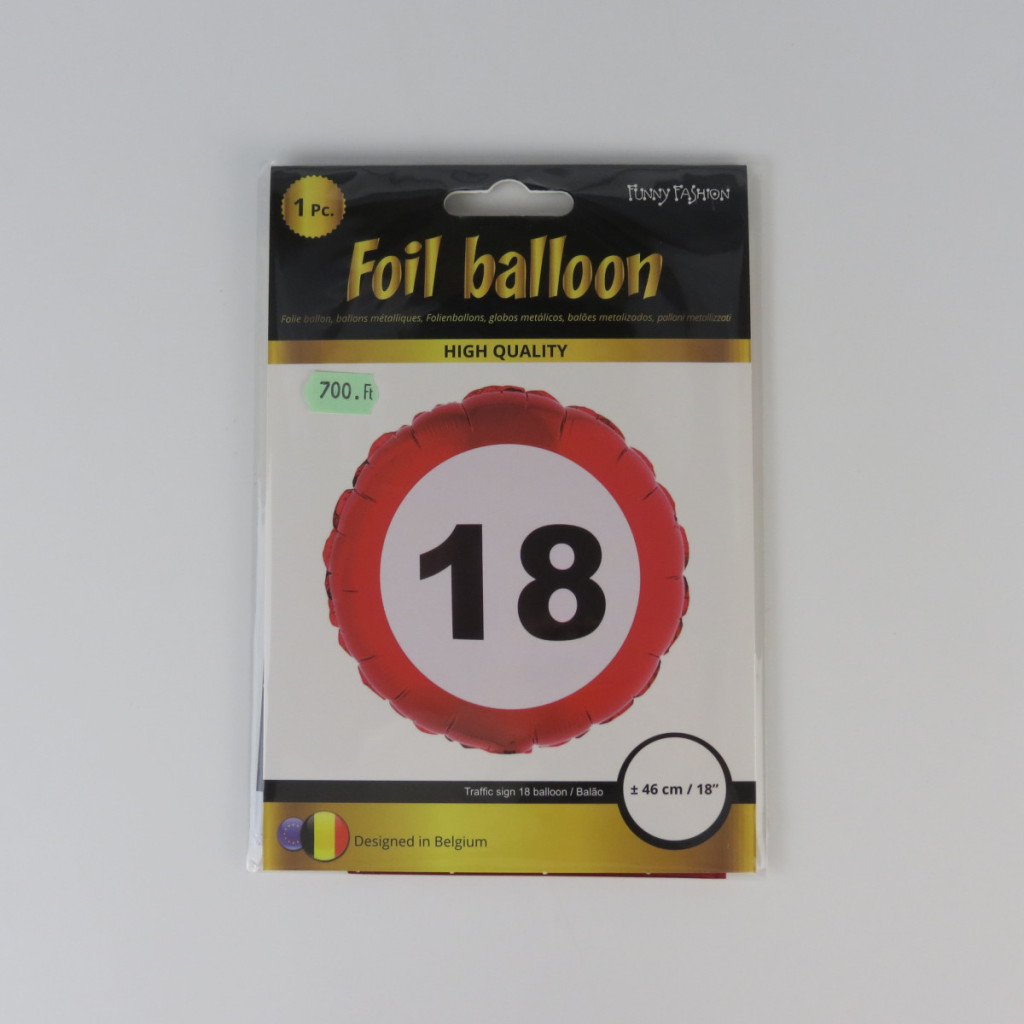 1 Pc.
FUNNY FASHION
Foil balloon
Folie ballon, ballons métalliques, Folienballons, globos metálicos, balões metalizados, palloni metallizzati
HIGH QUALITY
700.Ft
18
Traffic sign 18 balloon / Balão
± 46 cm / 18"
Designed in Belgium